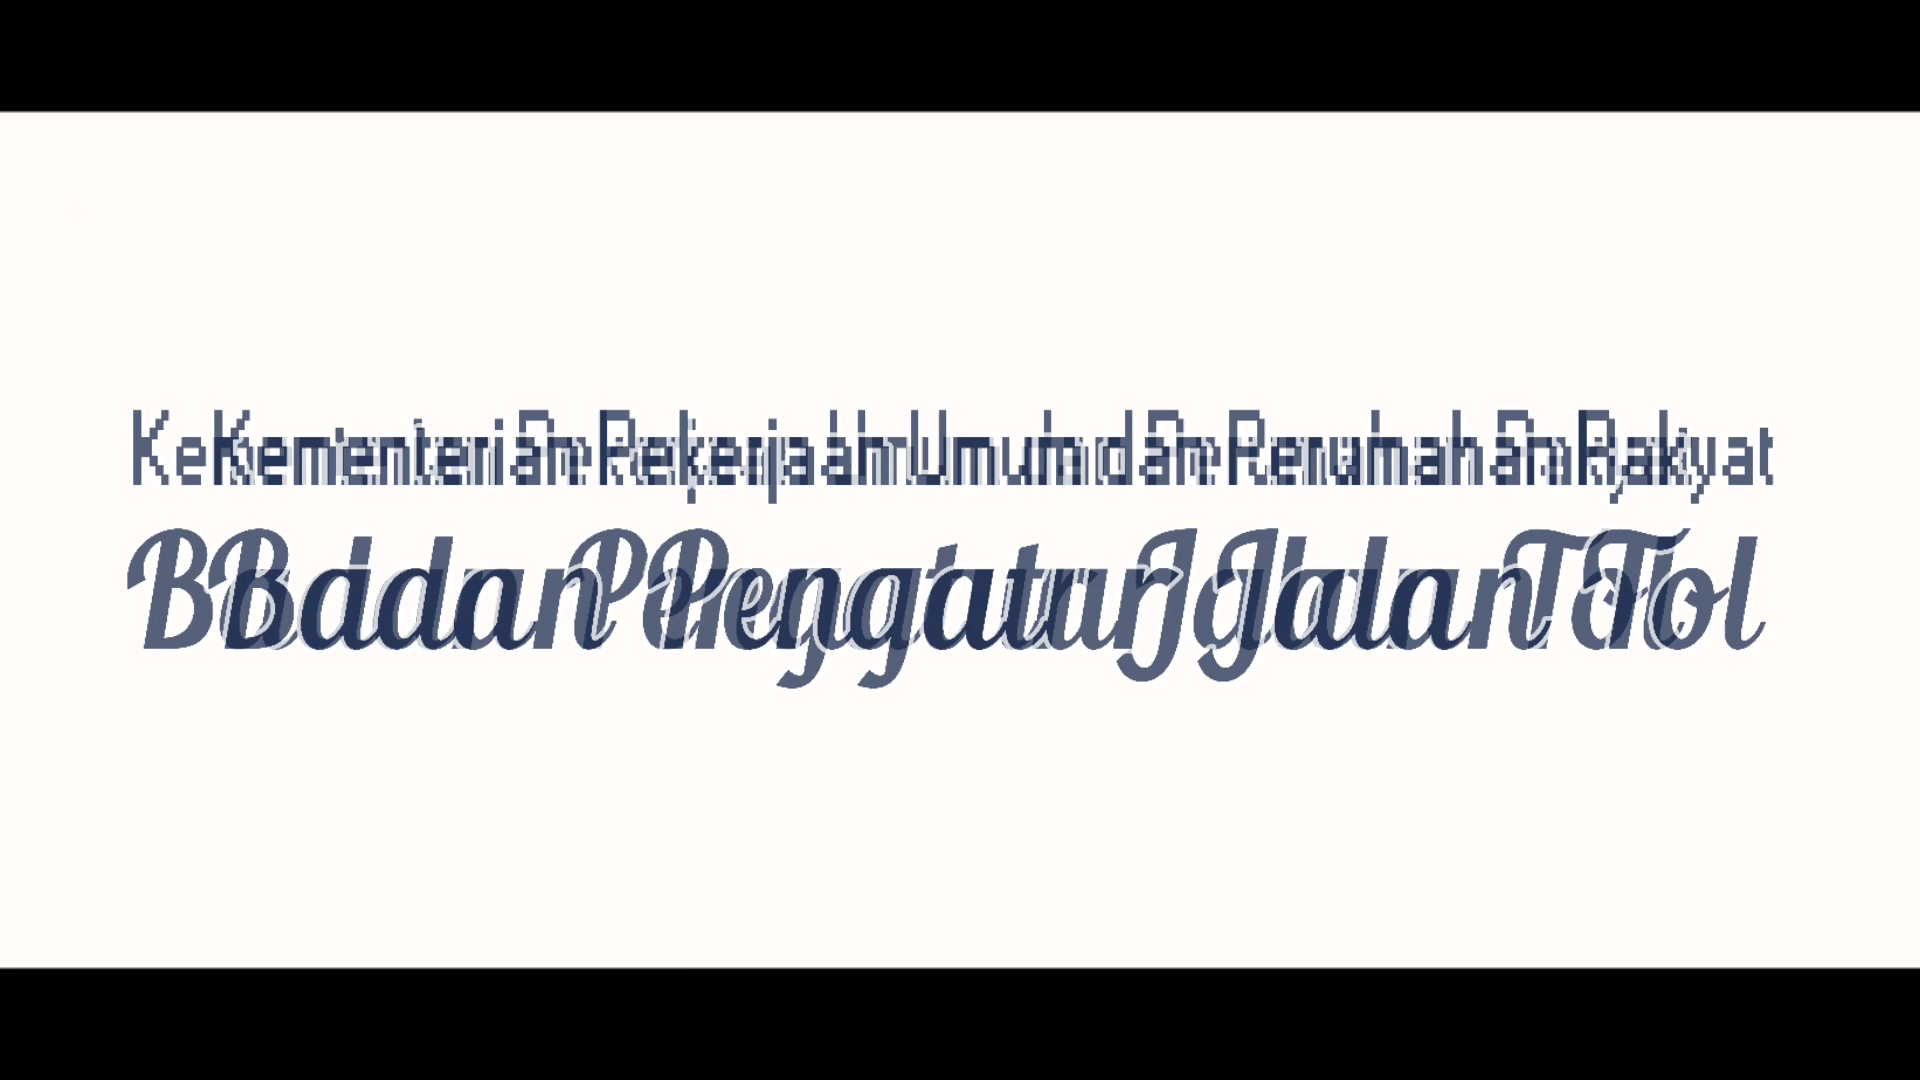 Kementerian Pekerjaan Umum dan Perumahan Rakyat
Badan Pengatur Jalan Tol